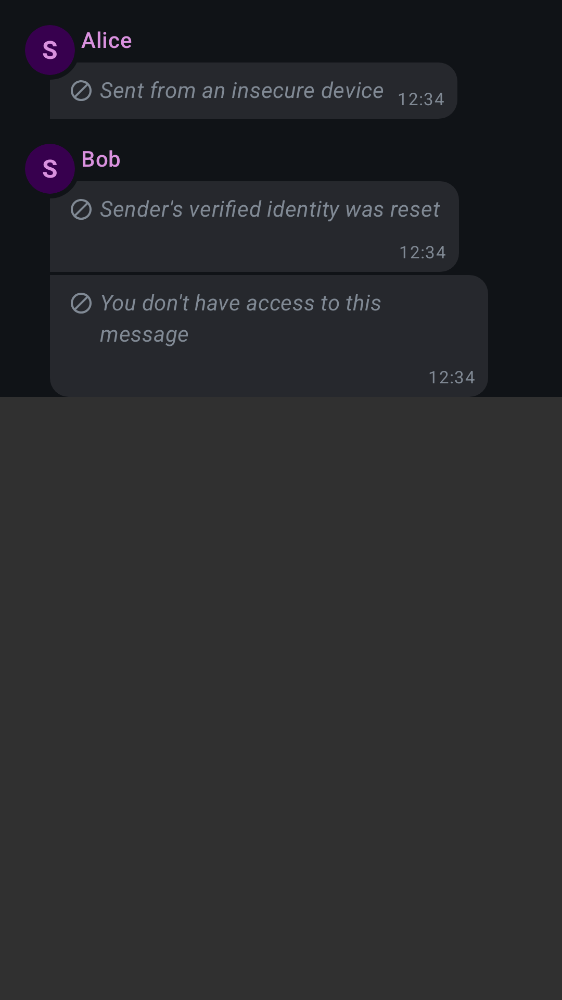 S Alice
Sent from an insecure device 12:34
S Bob
Sender's verified identity was reset
12:34
You don't have access to this
message
12:34